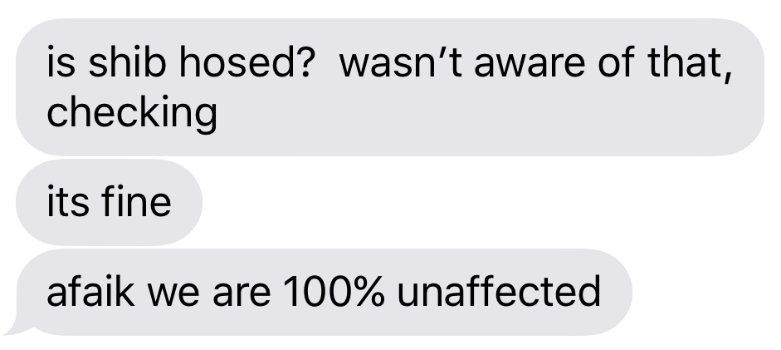 is shib hosed?  wasn’t aware of that,
checking
its fine
afaik we are 100% unaffected